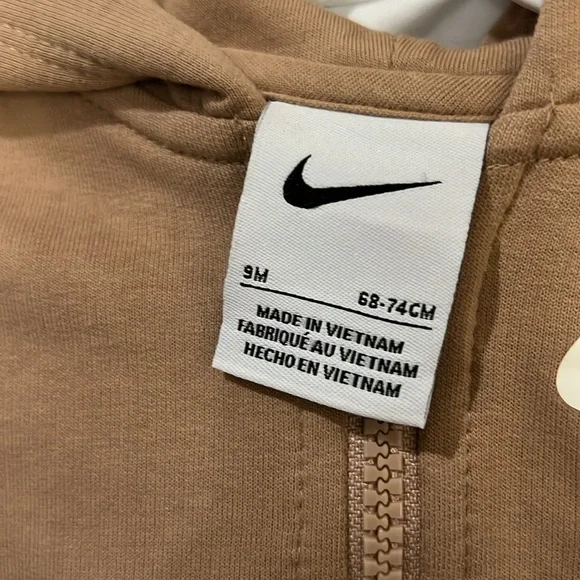 9M 68-74CM
MADE IN VIETNAM
FABRIQUÉ AU VIETNAM
HECHO EN VIETNAM